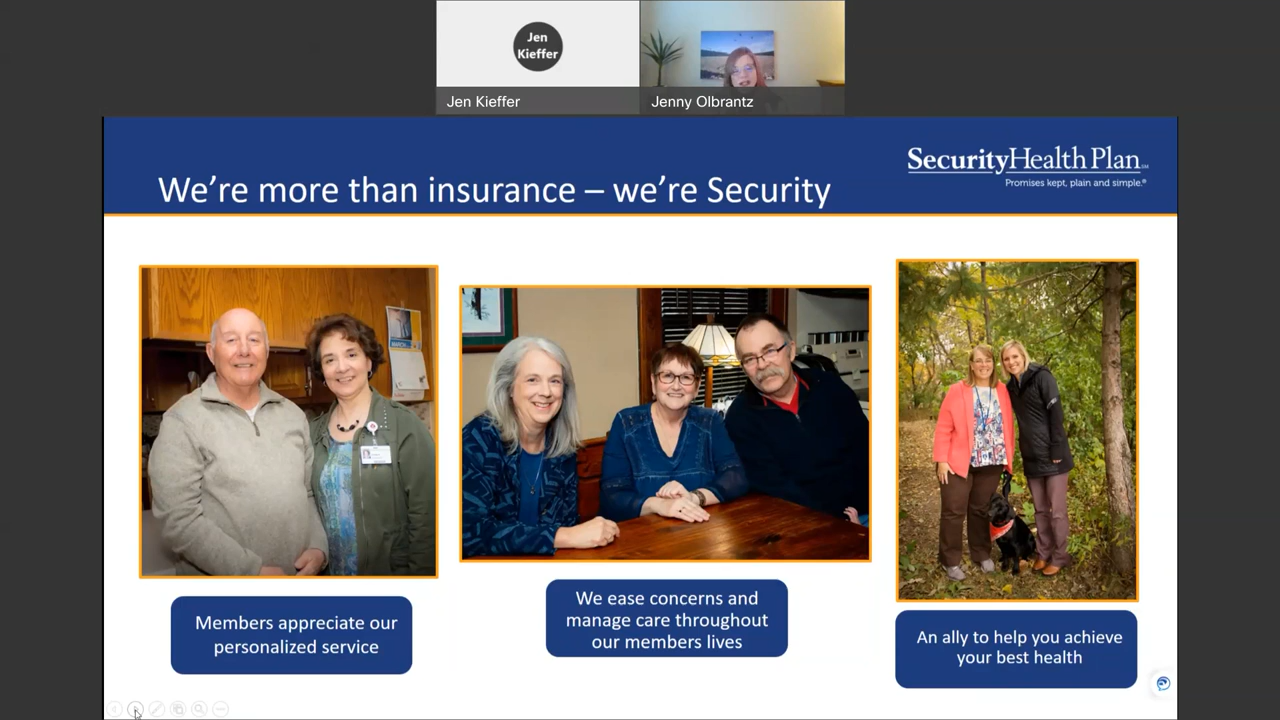 Jen
Kieffer
Jen Kieffer
Jenny Olbrantz
SecurityHealth Plan SM
Promises kept, plain and simple.®
We’re more than insurance – we’re Security
MARCH
Members appreciate our
personalized service
We ease concerns and
manage care throughout
our members lives
An ally to help you achieve
your best health